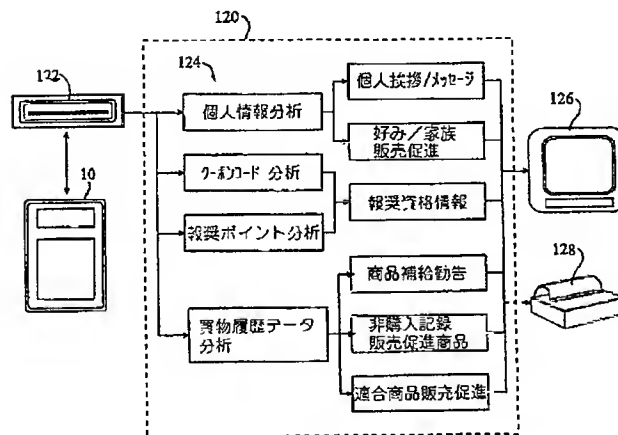 120
122
124
個人挨拶/メッセージ
個人情報分析
126
好み/家族
販売促進
10
クーポンコード 分析
報奨資格情報
報奨ポイント分析
128
商品補給勧告
買物履歴データ
分析
非購入記録
販売促進商品
適合商品販売促進